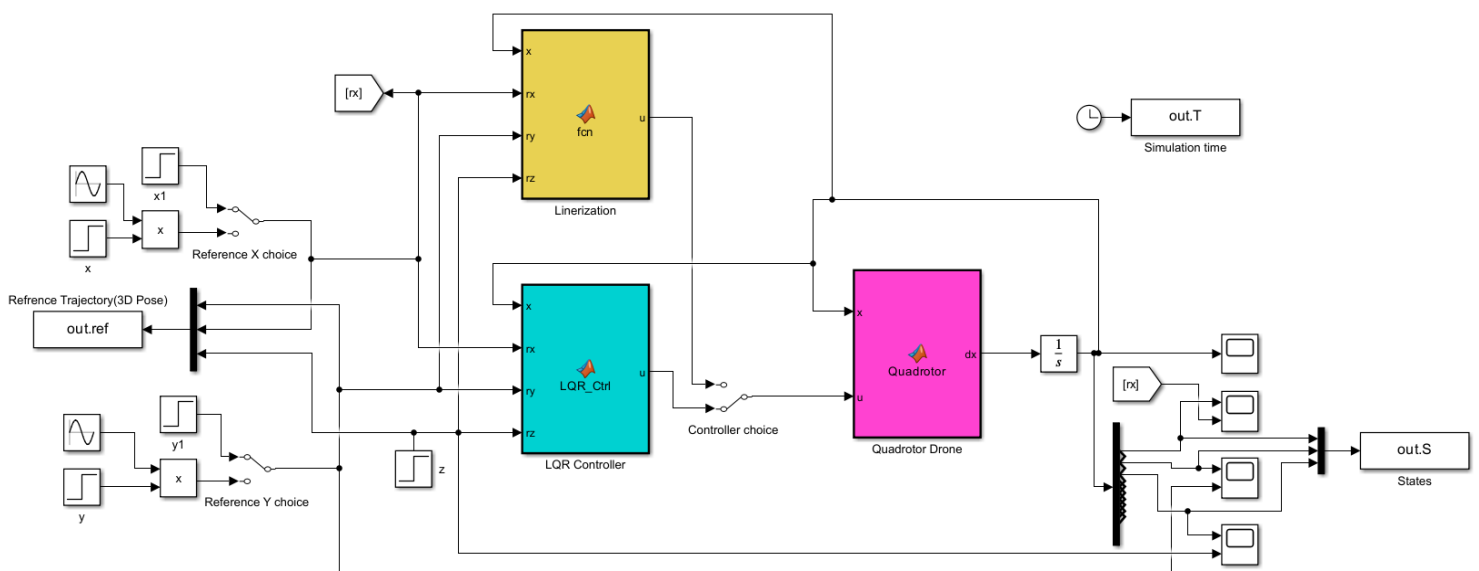 x
rx
ry
rz
fcn
u
Linerization
[rx]
out.T
Simulation time
x1
x
x
Reference X choice
Refrence Trajectory(3D Pose)
out.ref
x
rx
ry
rz
LQR_Ctrl
u
LQR Controller
Controller choice
x
u
Quadrotor
dx
Quadrotor Drone
1
s
[rx]
out.S
States
y1
x
y
Reference Y choice
z